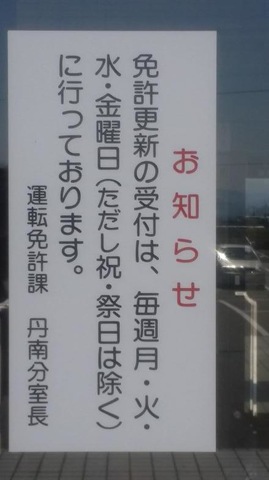 お知らせ
免許更新の受付は、毎週月・火・
水・金曜日(ただし祝・祭日は除く)
に行っております。
運転免許課 丹南分室長